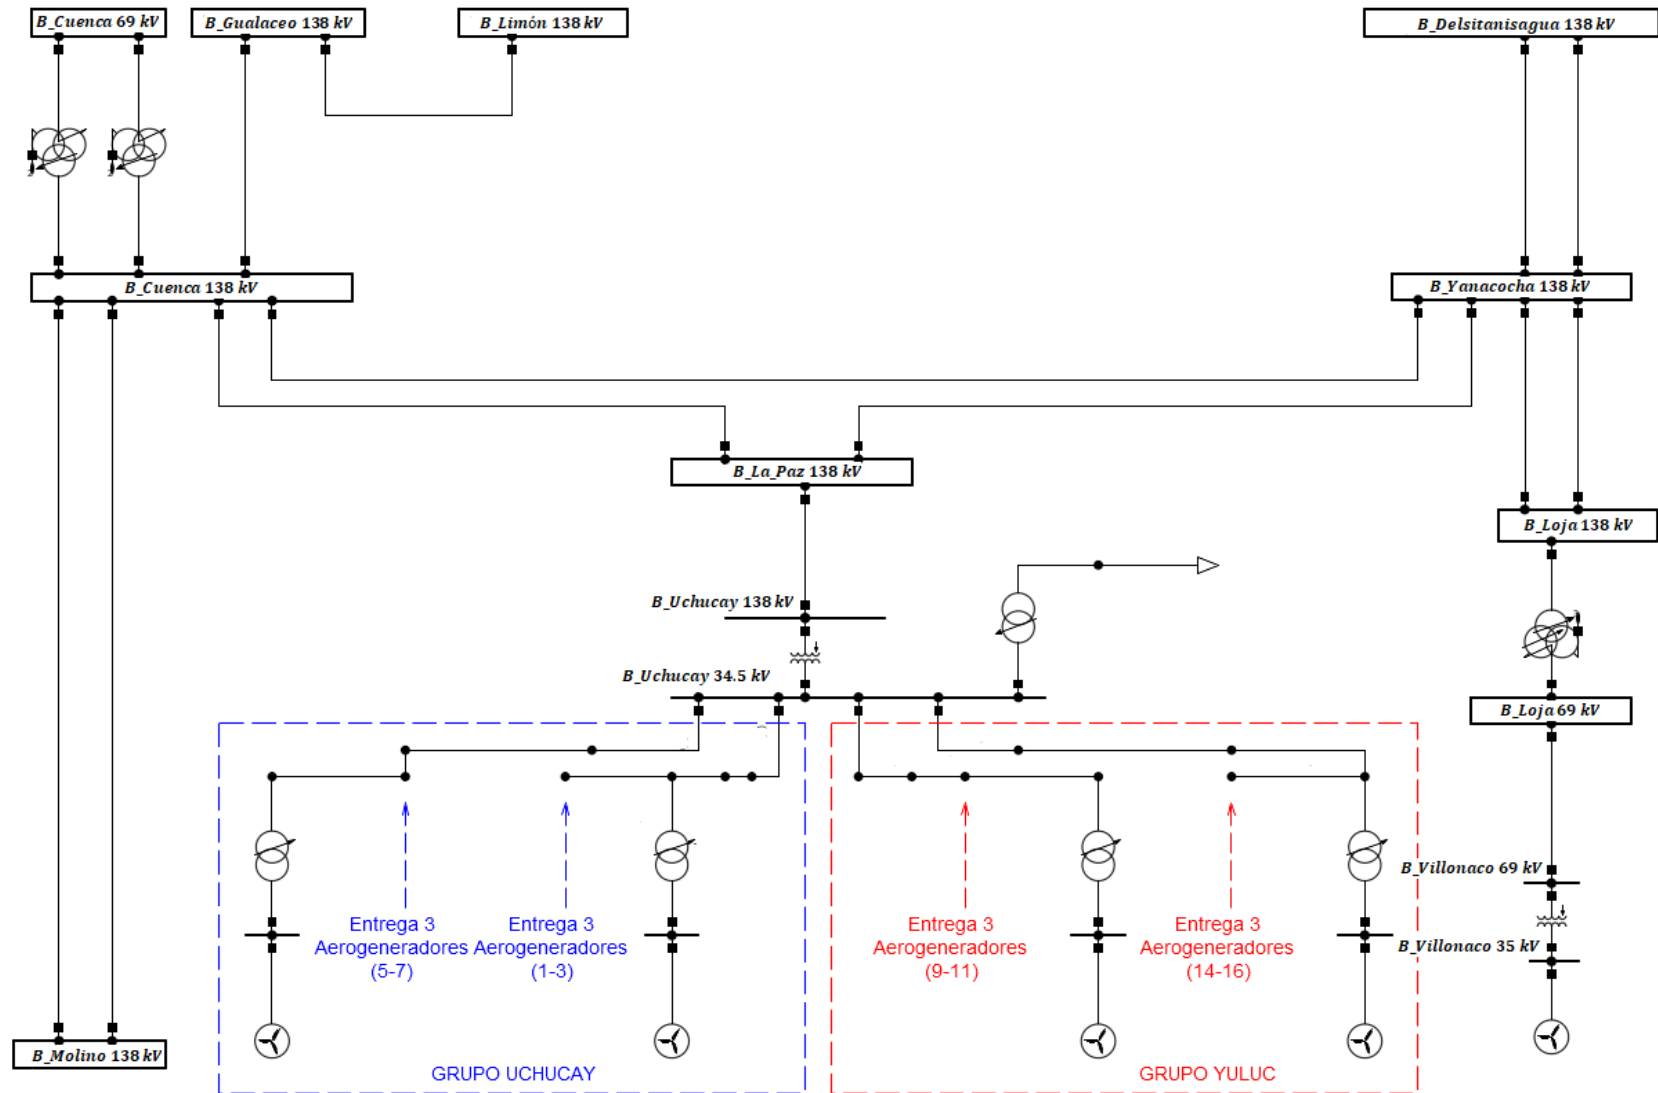 B_Cuenca 69 kV
B_Gualaceo 138 kV
B_Limón 138 kV
B_Delsitanisagua 138 kV
B_Cuenca 138 kV
B_Yanacocha 138 kV
B_La_Paz 138 kV
B_Loja 138 kV
B_Uchucay 138 kV
B_Uchucay 34.5 kV
B_Loja 69 kV
B_Villonaco 69 kV
Entrega 3
Aerogeneradores
(5-7)
Entrega 3
Aerogeneradores
(1-3)
Entrega 3
Aerogeneradores
(9-11)
Entrega 3
Aerogeneradores
(14-16)
B_Villonaco 35 kV
B_Molino 138 kV
GRUPO UCHUCAY
GRUPO YULUC